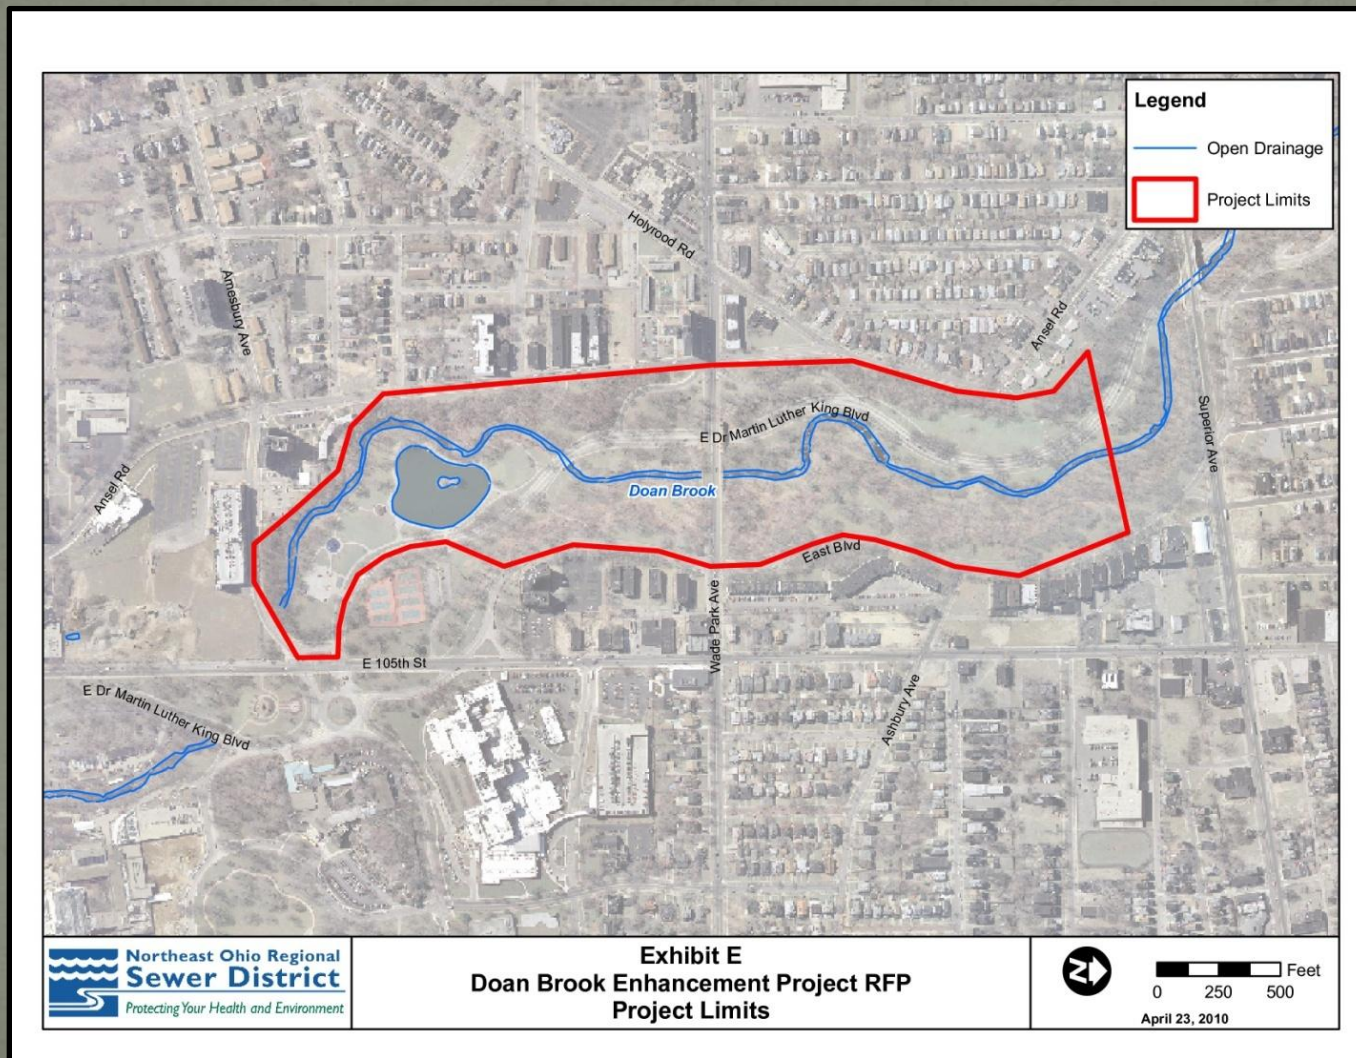 Legend
Open Drainage
Project Limits
Holyrood Rd
Amesbury Ave
Ansel Rd
E Dr Martin Luther King Blvd
Superior Ave
Ansel Rd
Doan Brook
East Blvd
Wade Park Ave
E 105th St
Ashbury Ave
E Dr Martin Luther King Blvd
Northeast Ohio Regional
Sewer District
Protecting Your Health and Environment
Exhibit E
Doan Brook Enhancement Project RFP
Project Limits
N
Feet
0 250 500
April 23, 2010